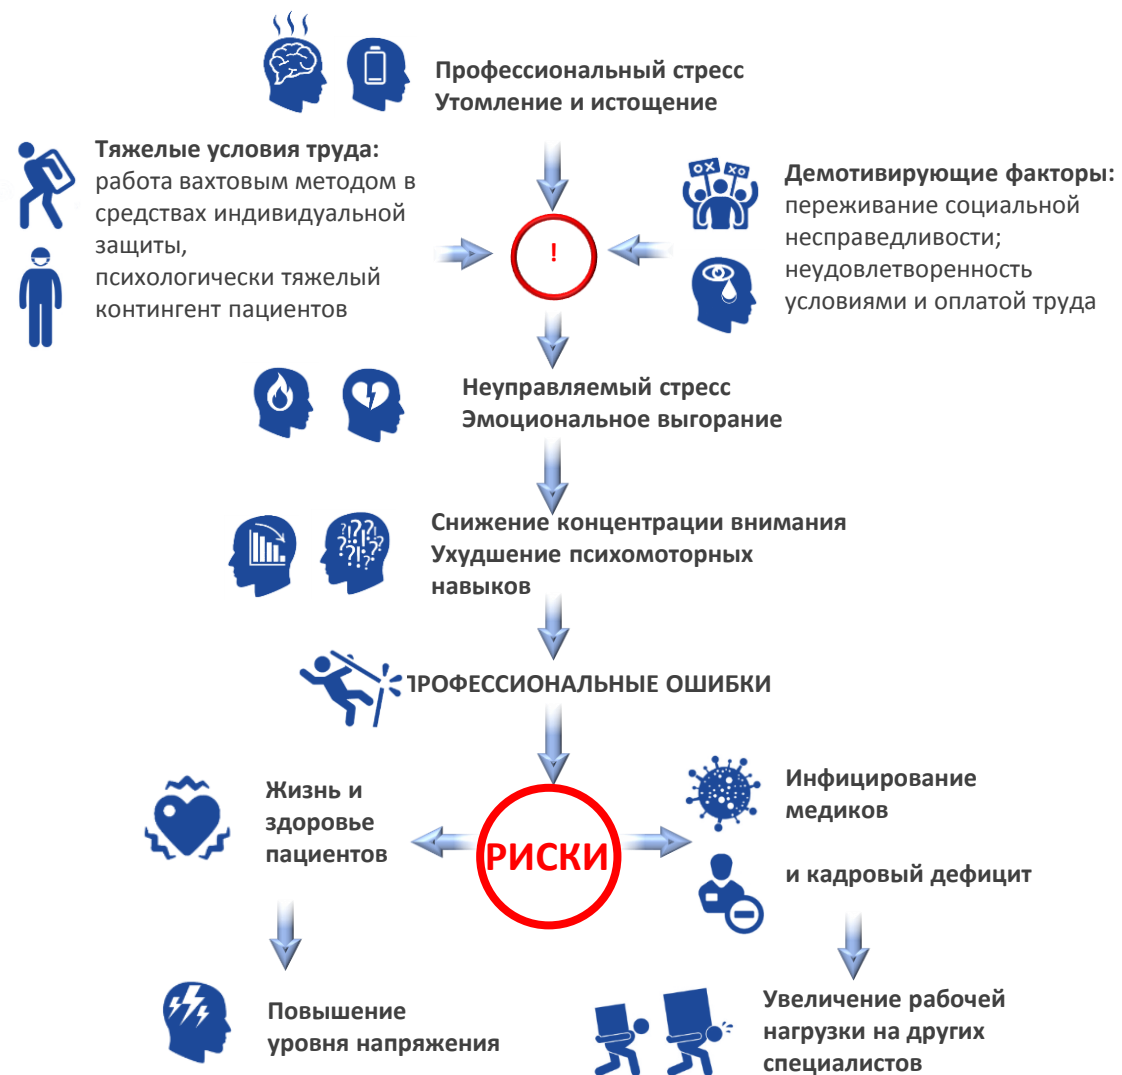 Профессиональный стресс
Утомление и истощение
Тяжелые условия труда:
работа вахтовым методом в
средствах индивидуальной
защиты,
психологически тяжелый
контингент пациентов
!
Демотивирующие факторы:
переживание социальной
несправедливости;
неудовлетворенность
условиями и оплатой труда
Неуправляемый стресс
Эмоциональное выгорание
Снижение концентрации внимания
Ухудшение психомоторных
навыков
ПРОФЕССИОНАЛЬНЫЕ ОШИБКИ
Жизнь и
здоровье
пациентов
РИСКИ
Инфицирование
медиков
и кадровый дефицит
Повышение
уровня напряжения
Увеличение рабочей
нагрузки на других
специалистов